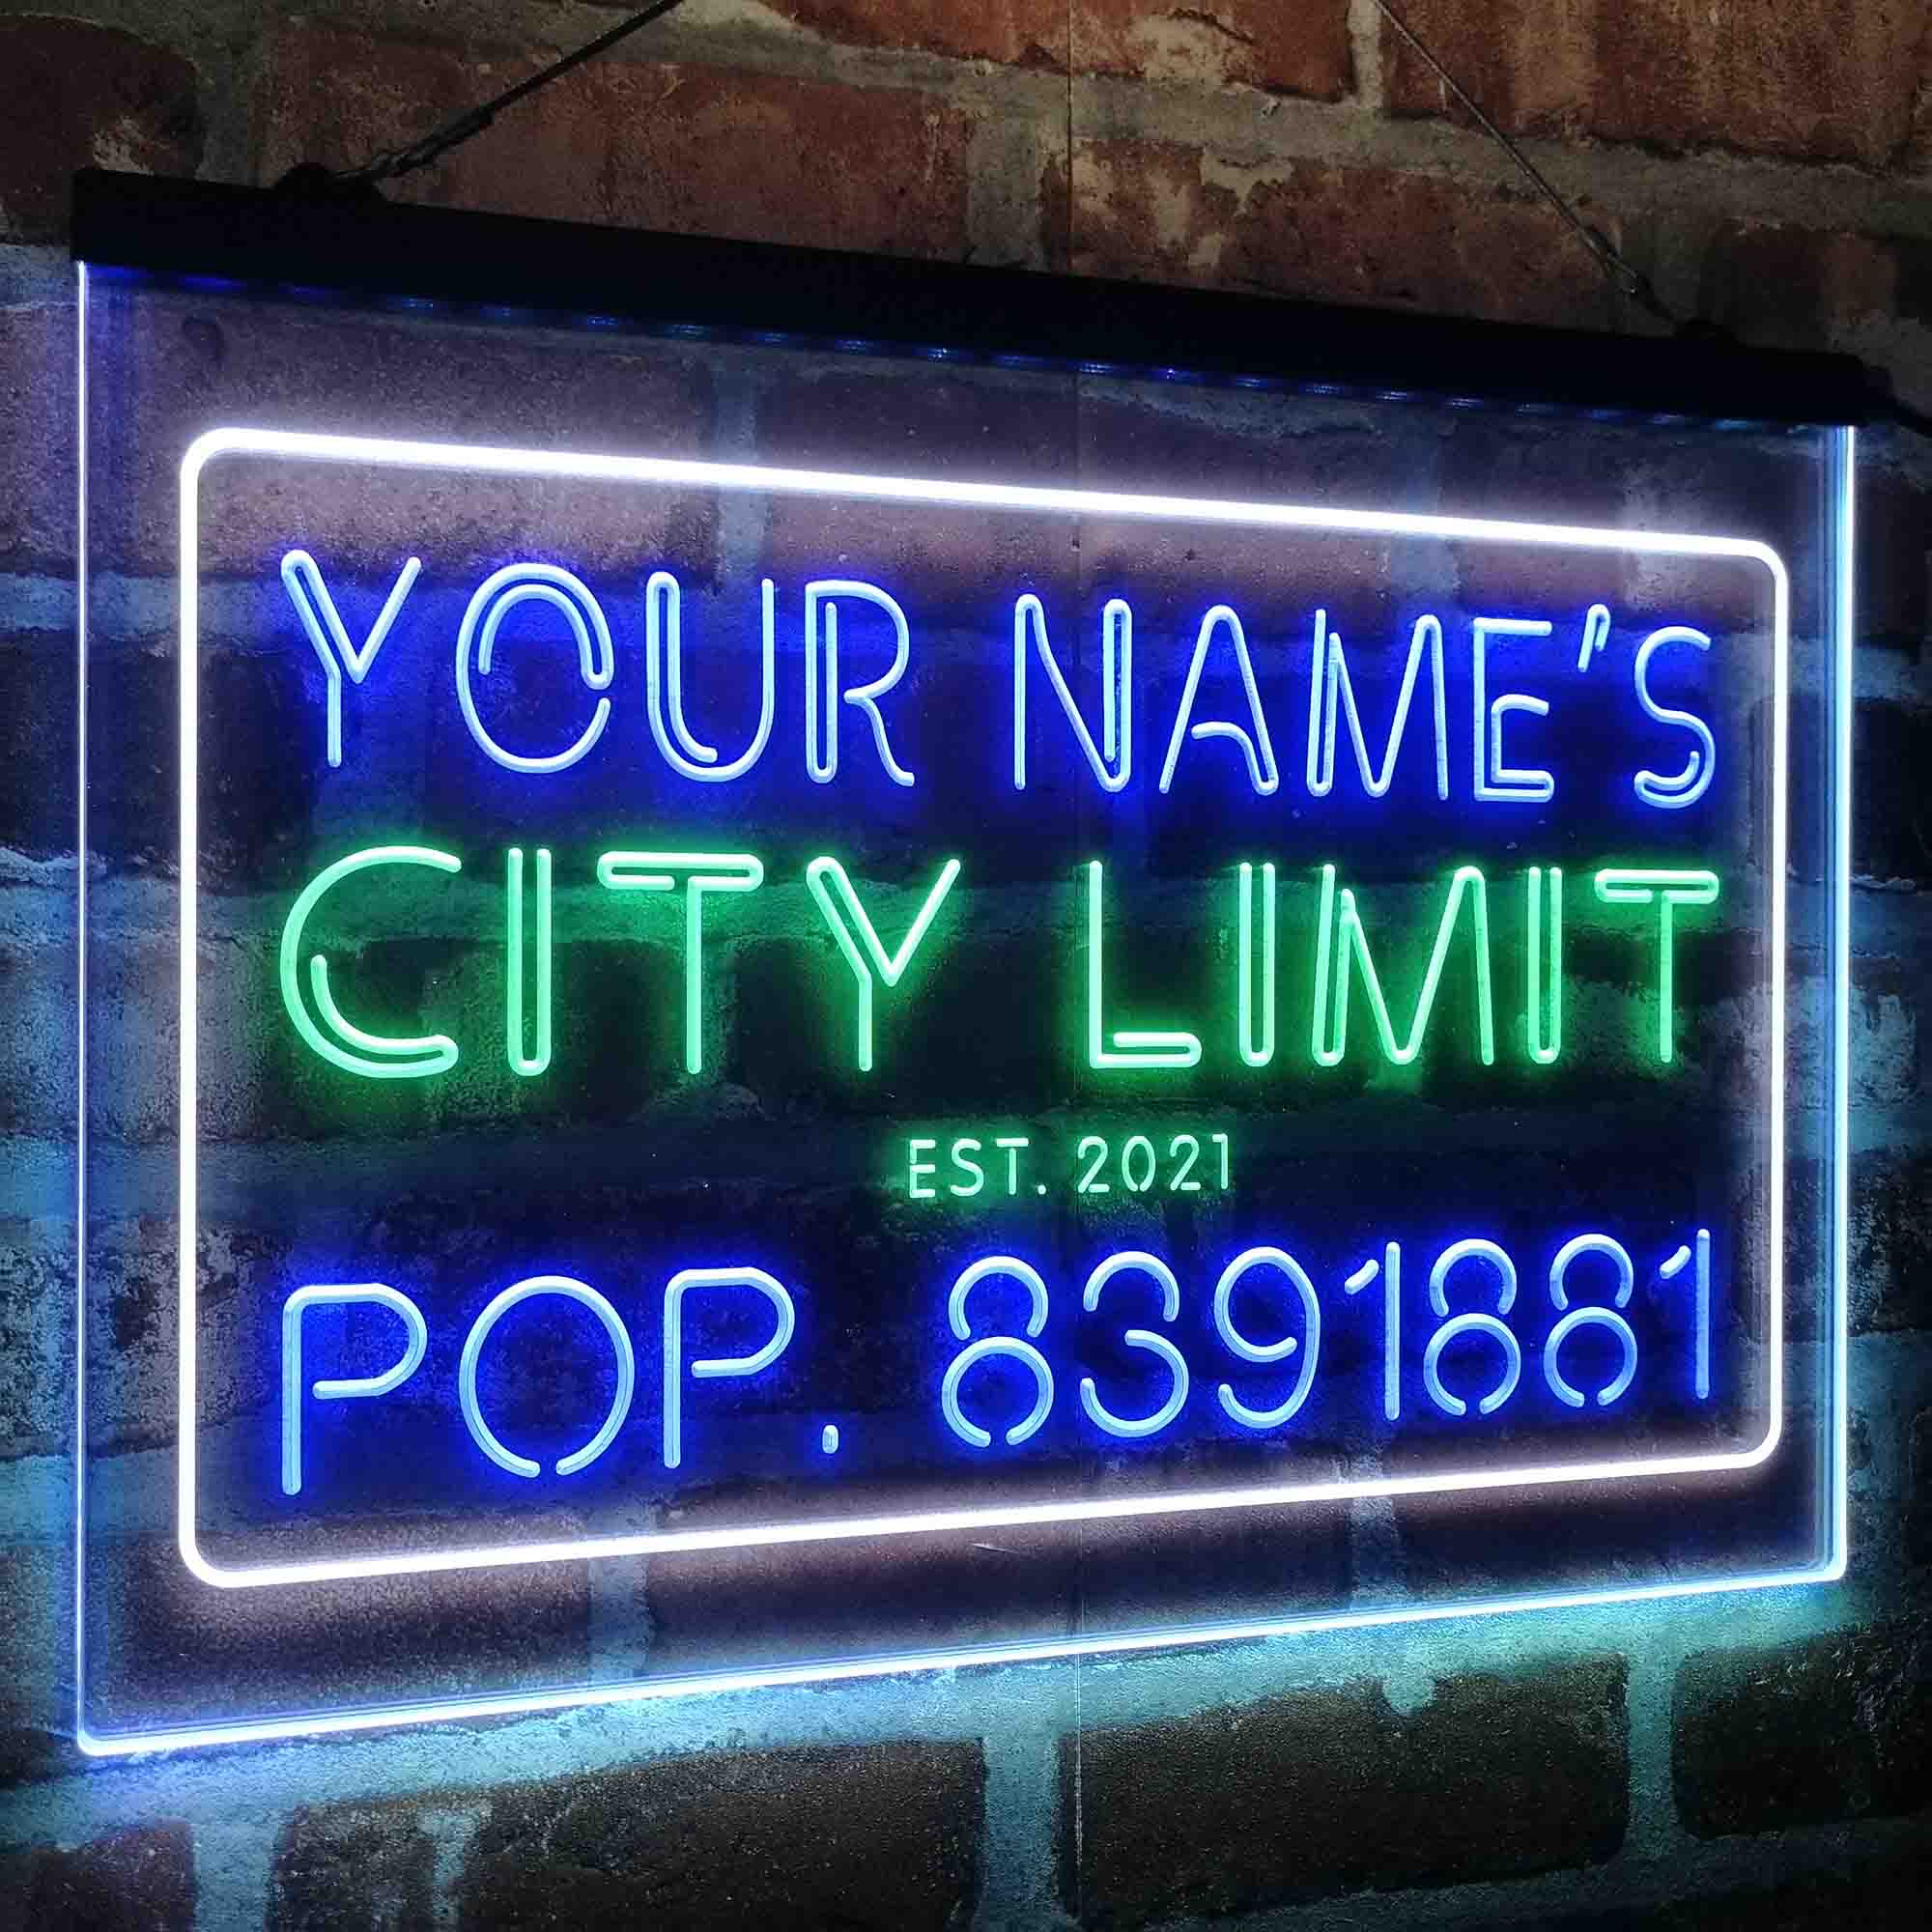 YOUR NAME'S
CITY LIMIT
EST. 2021
POP. 8391881